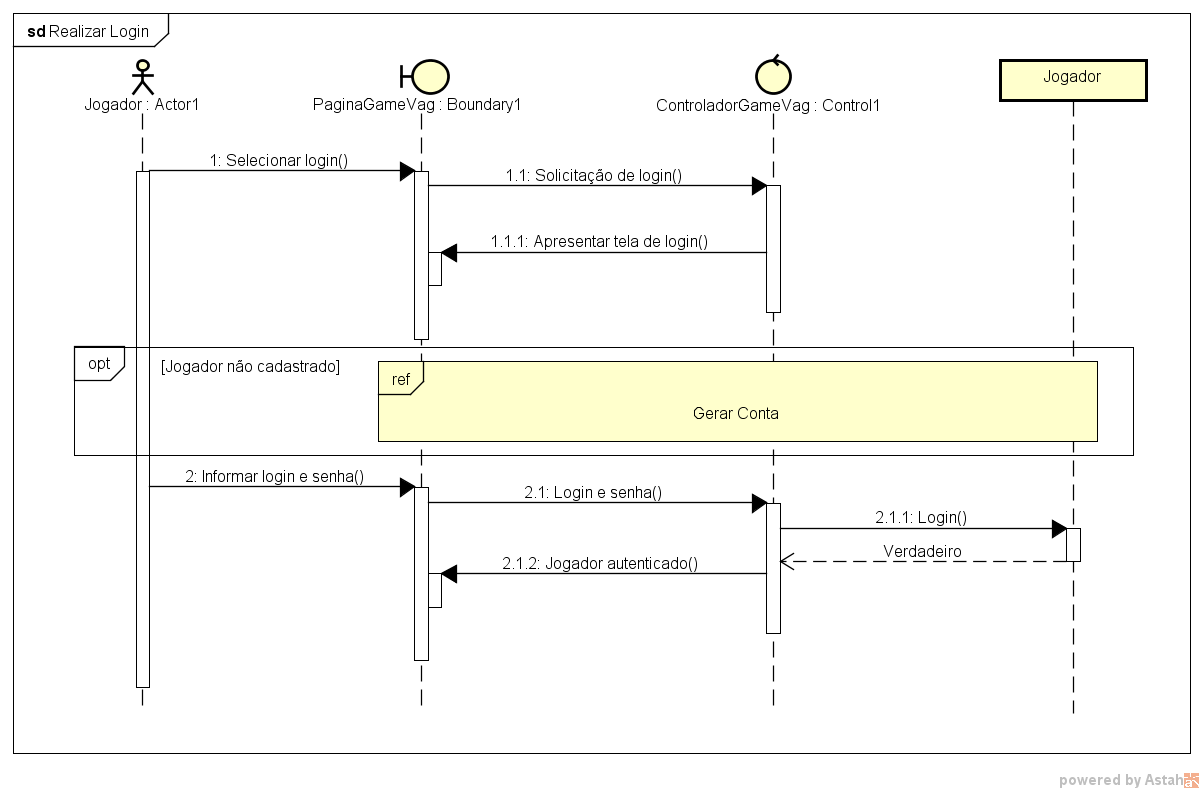 sd Realizar Login
Jogador : Actor1
PaginaGameVag : Boundary1
ControladorGameVag : Control1
Jogador
1: Selecionar login()
1.1: Solicitação de login()
1.1.1: Apresentar tela de login()
opt
[Jogador não cadastrado]
ref
Gerar Conta
2: Informar login e senha()
2.1: Login e senha()
2.1.1: Login()
Verdadeiro
2.1.2: Jogador autenticado()
powered by Astah